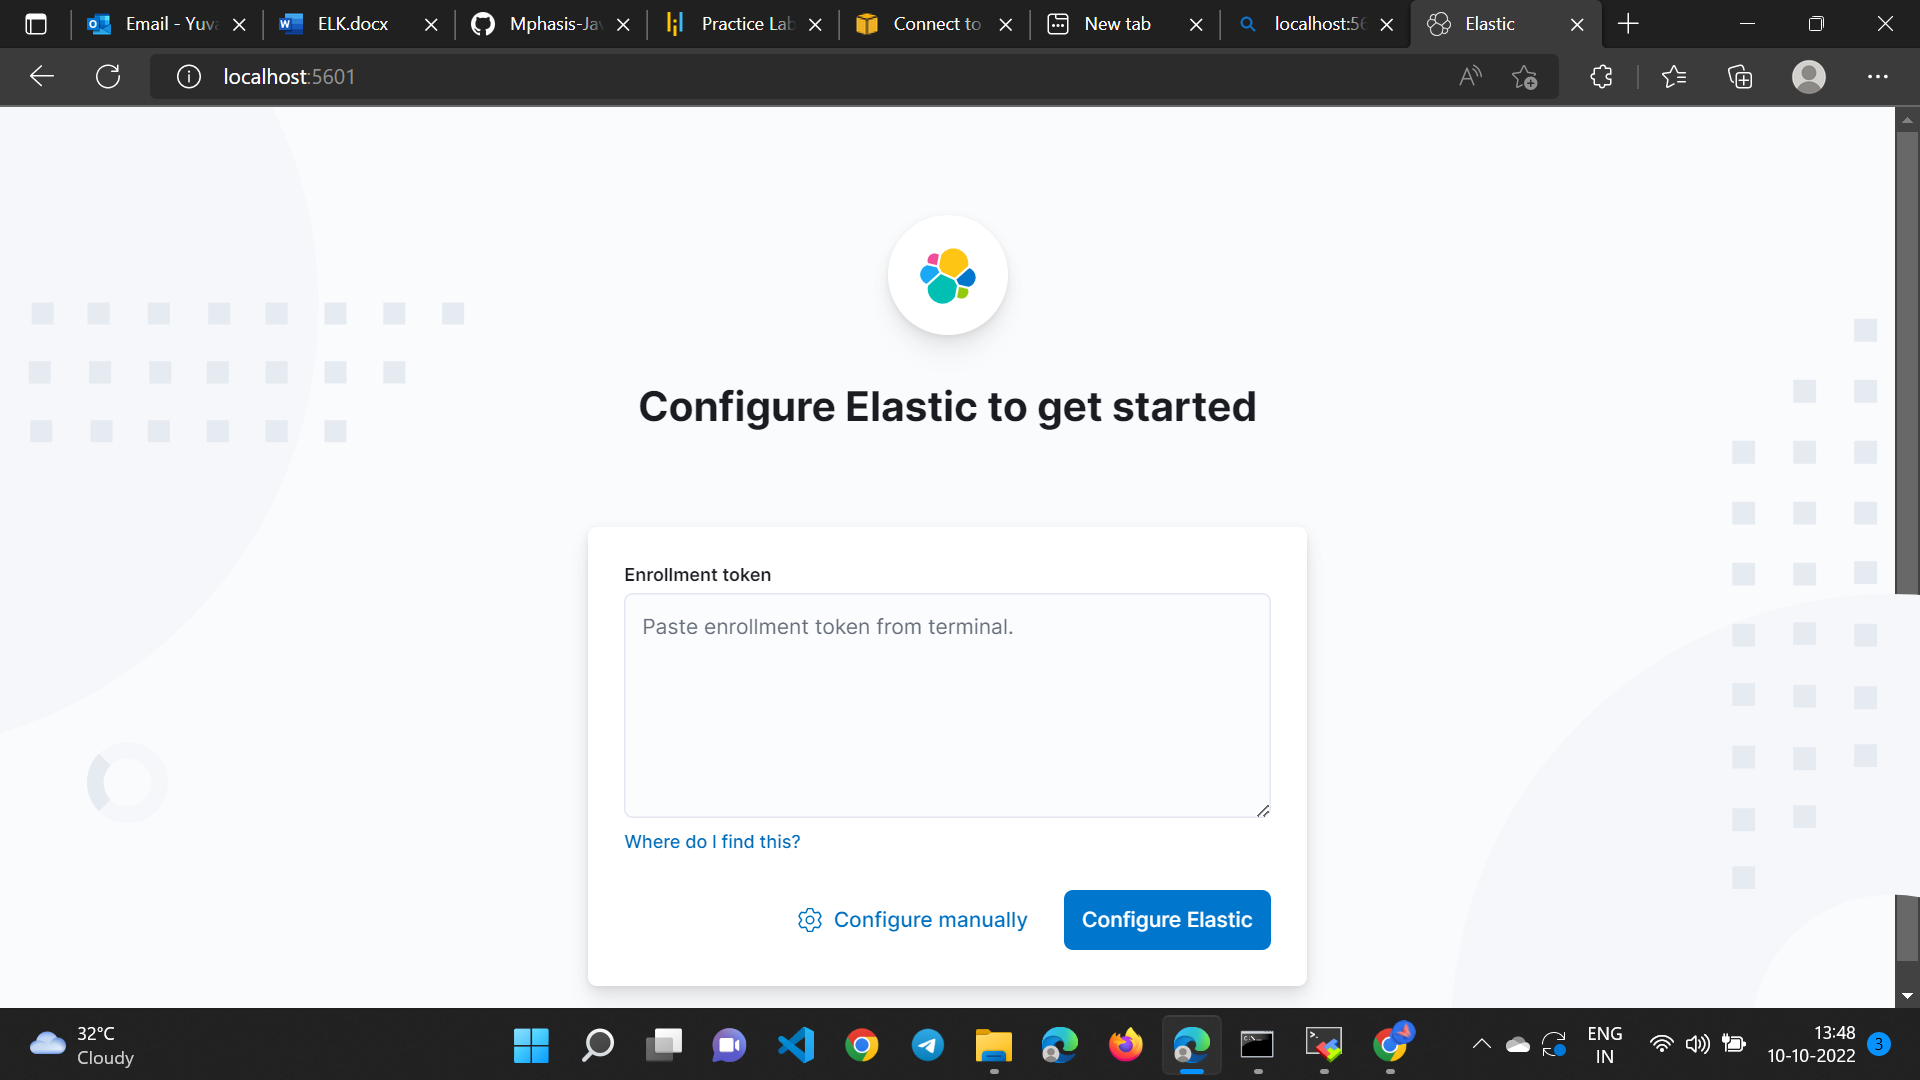 Email - Yuva
ELK.docx
Mphasis-Jav
Practice Lab
Connect to
New tab
localhost:56
Elastic
localhost:5601
Configure Elastic to get started
Enrollment token
Paste enrollment token from terminal.
Where do I find this?
Configure manually
Configure Elastic
32°C
Cloudy
ENG
IN
13:48
10-10-2022
3